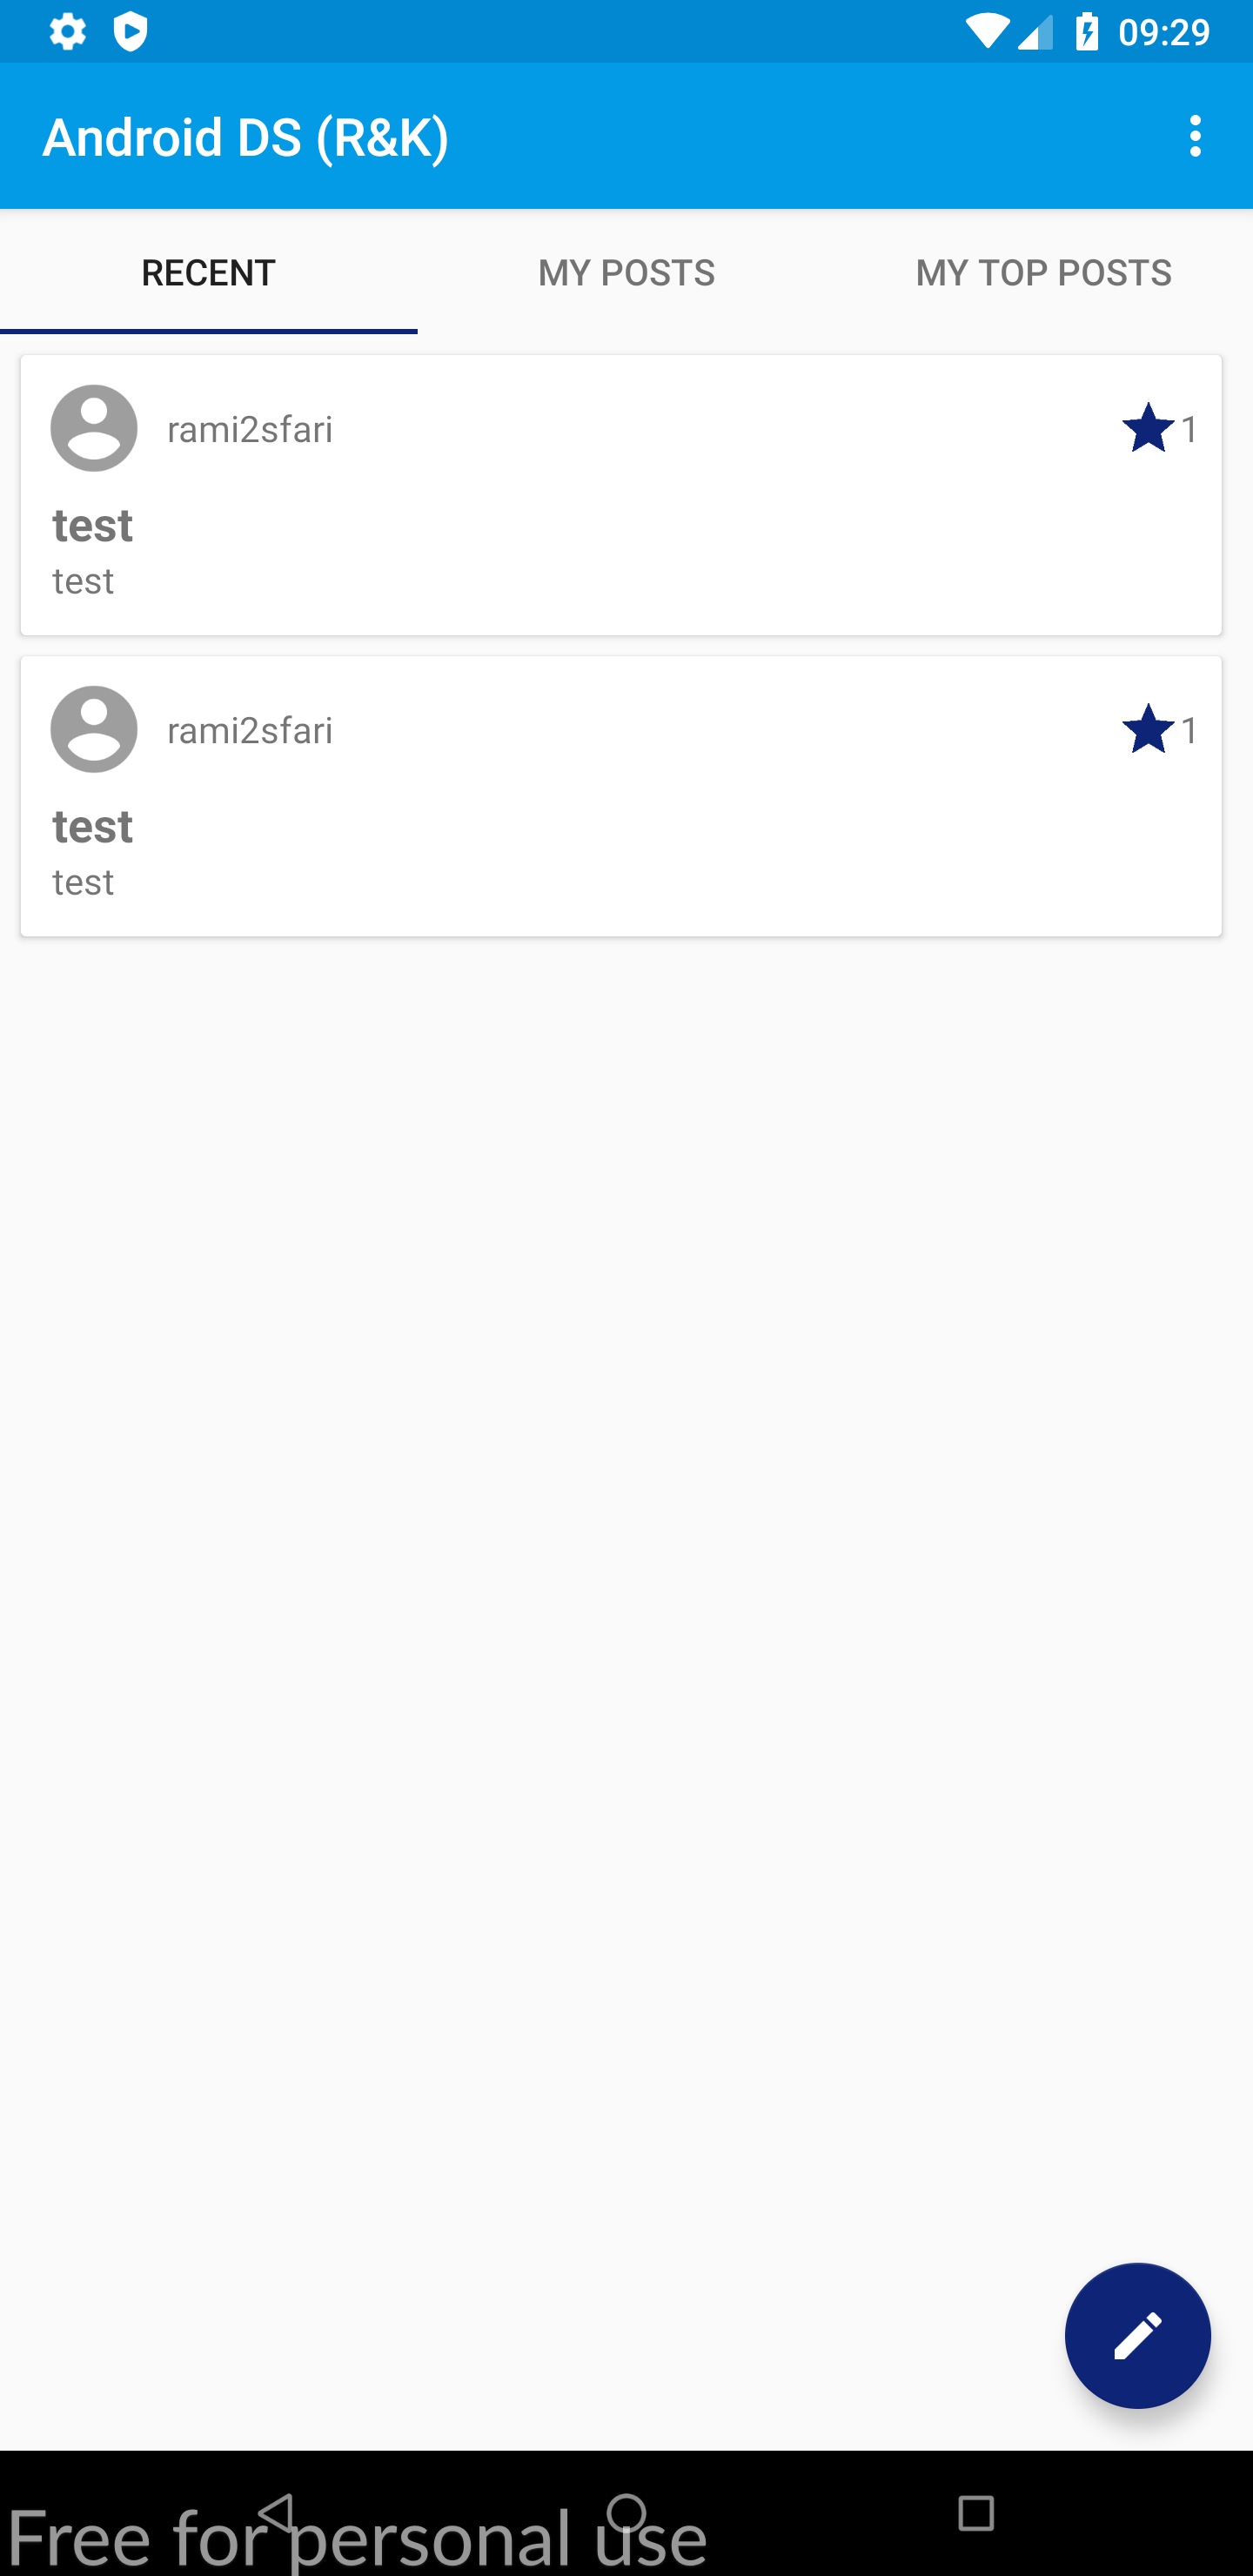 09:29
Android DS (R&K)
RECENT MY POSTS MY TOP POSTS
rami2sfari 1
test
test
rami2sfari 1
test
test
Free for personal use